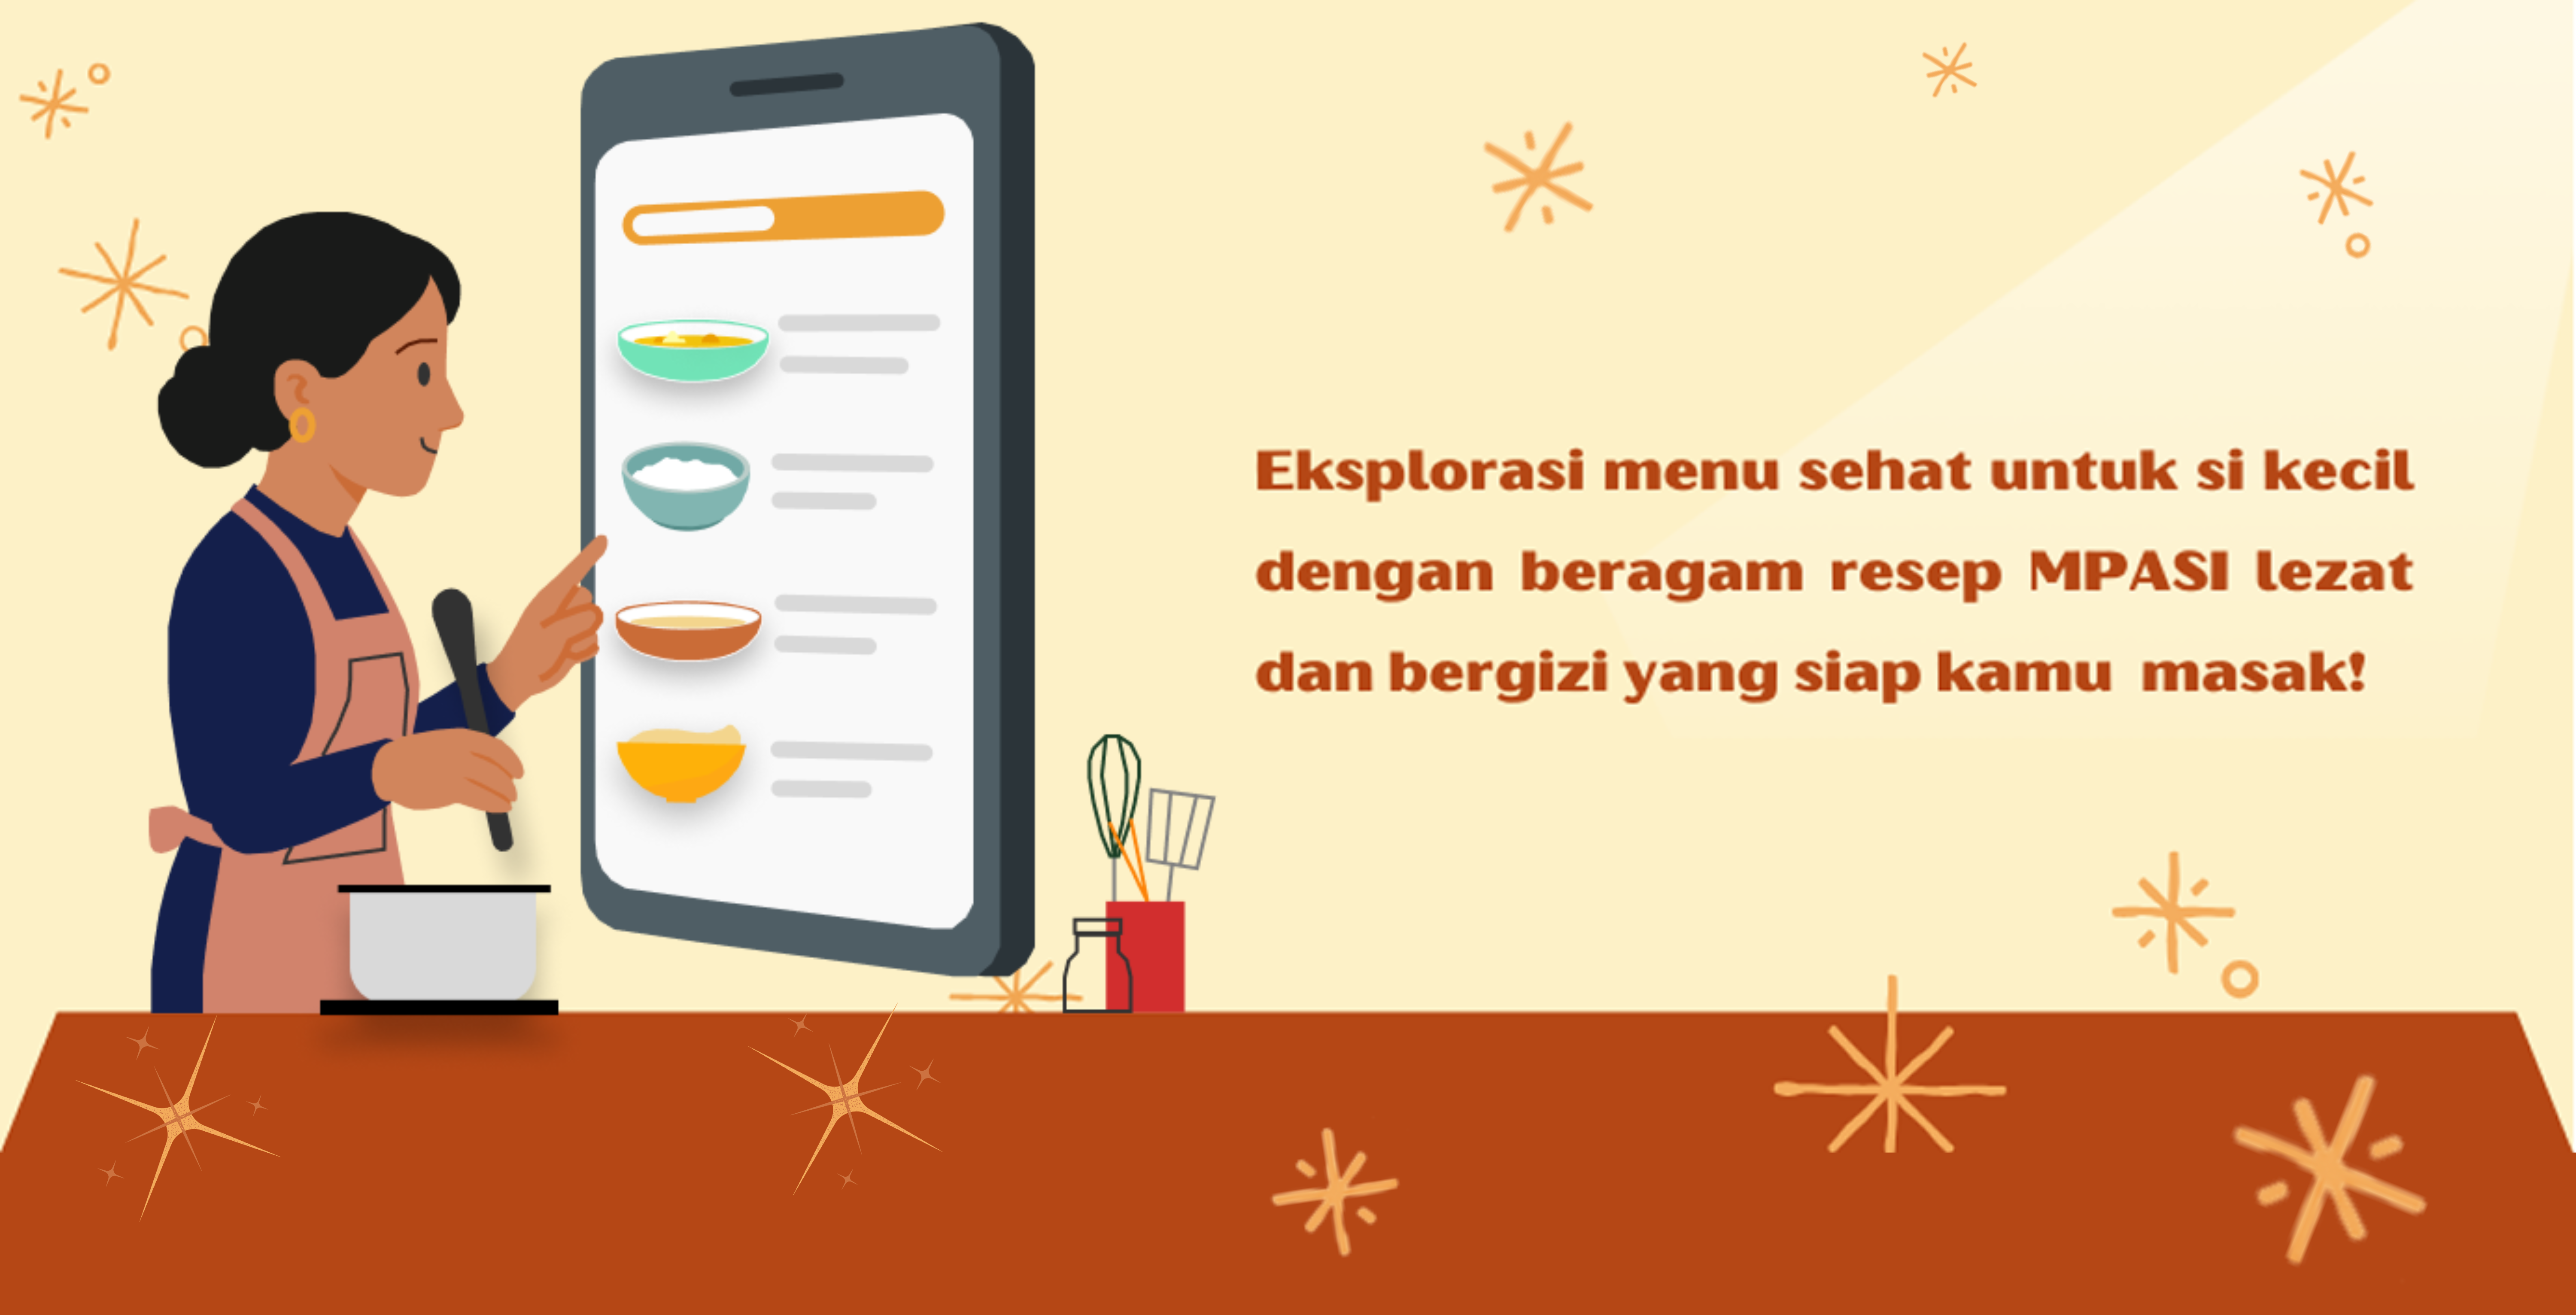 Eksplorasi menu sehat untuk si kecil
dengan beragam resep MPASI lezat
dan bergizi yang siap kamu masak!